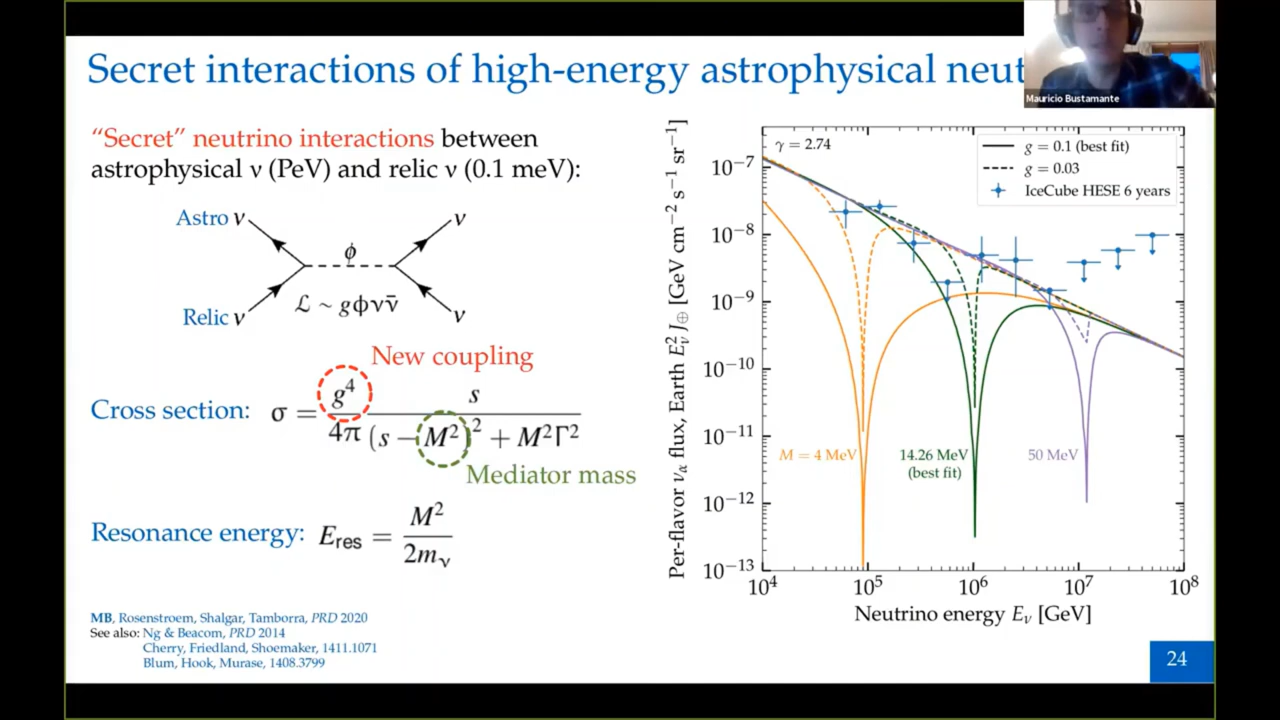 Secret interactions of high-energy astrophysical neut
Mauricio Bustamante
“Secret” neutrino interactions between
astrophysical ν (PeV) and relic ν (0.1 meV):
Astro ν
ν
ϕ
ℒ ~ gϕνν̄
Relic ν
ν
New coupling
Cross section: σ = g⁴/4π s/(s − M²)² + M²Γ²
Mediator mass
Resonance energy: E_res = M²/2m_ν
MB, Rosenstroem, Shalgar, Tamborra, PRD 2020
See also: Ng & Beacom, PRD 2014
Cherry, Friedland, Shoemaker, 1411.1071
Blum, Hook, Murase, 1408.3799
Per-flavor ν_α flux, Earth E_ν² J_⊕ [GeV cm⁻² s⁻¹ sr⁻¹]
10⁻⁷
10⁻⁸
10⁻⁹
10⁻¹⁰
10⁻¹¹
10⁻¹²
10⁻¹³
γ = 2.74
g = 0.1 (best fit)
g = 0.03
IceCube HESE 6 years
M = 4 MeV
14.26 MeV
(best fit)
50 MeV
10⁴ 10⁵ 10⁶ 10⁷ 10⁸
Neutrino energy E_ν [GeV]
24